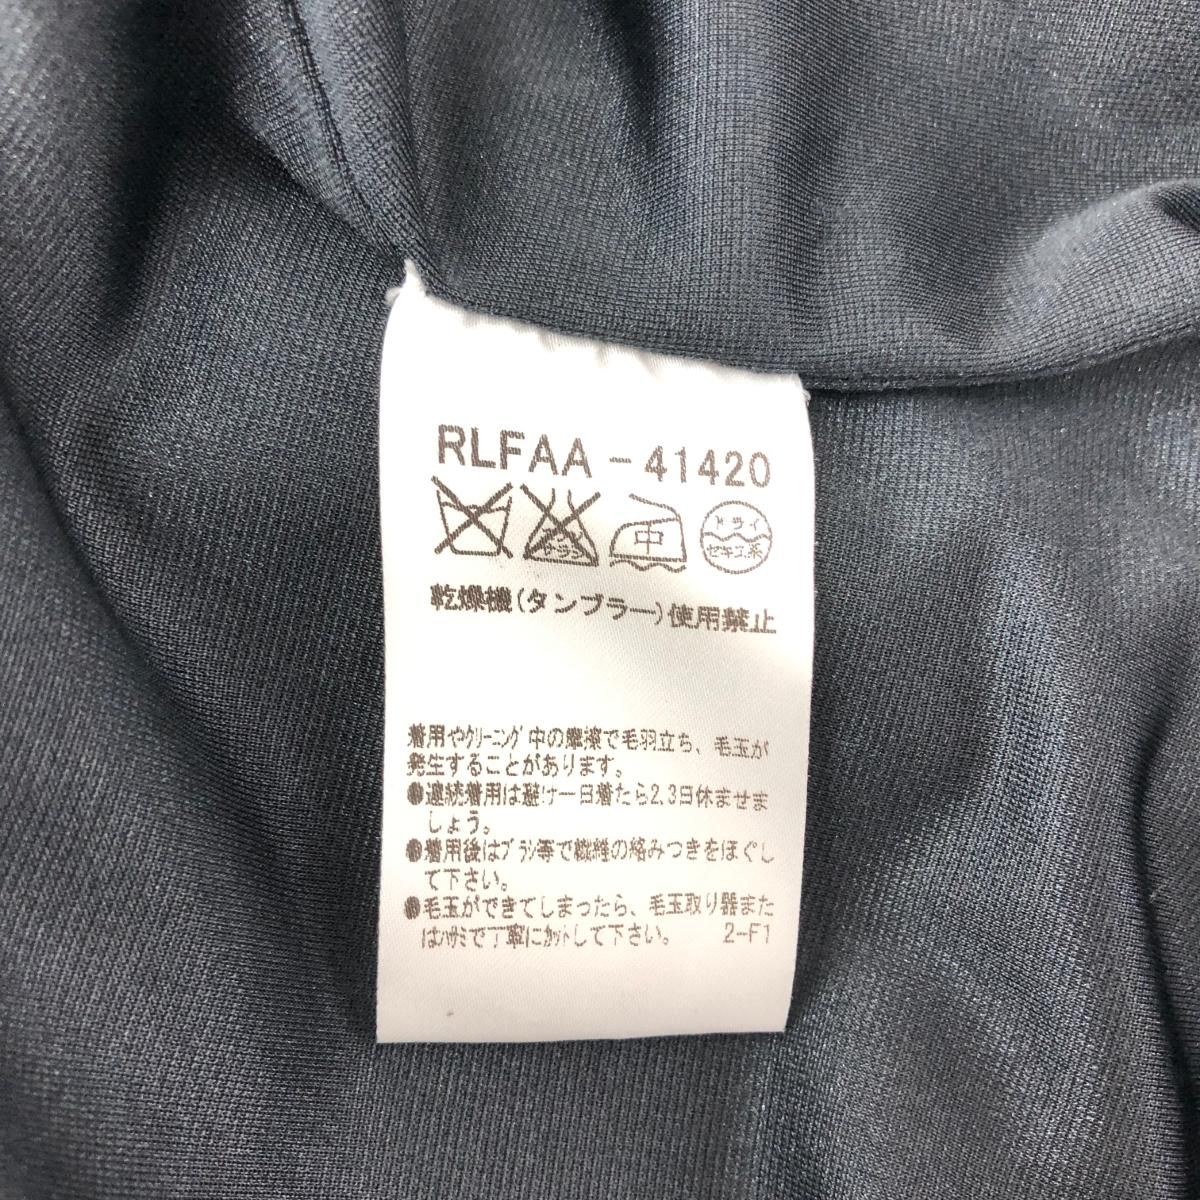 RLFAA-41420
エンソサラシ 中 ドライ セキユ系
乾燥機(タンブラー)使用禁止
着用やクリーニング中の摩擦で毛羽立ち、毛玉が
発生することがあります。
●連続着用は避け一日着たら2,3日休ませま
しょう。
●着用後はブラシ等で繊維の絡みつきをほぐし
て下さい。
●毛玉ができてしまったら、毛玉取り器また
はハサミで丁寧にカットして下さい。 2-F1